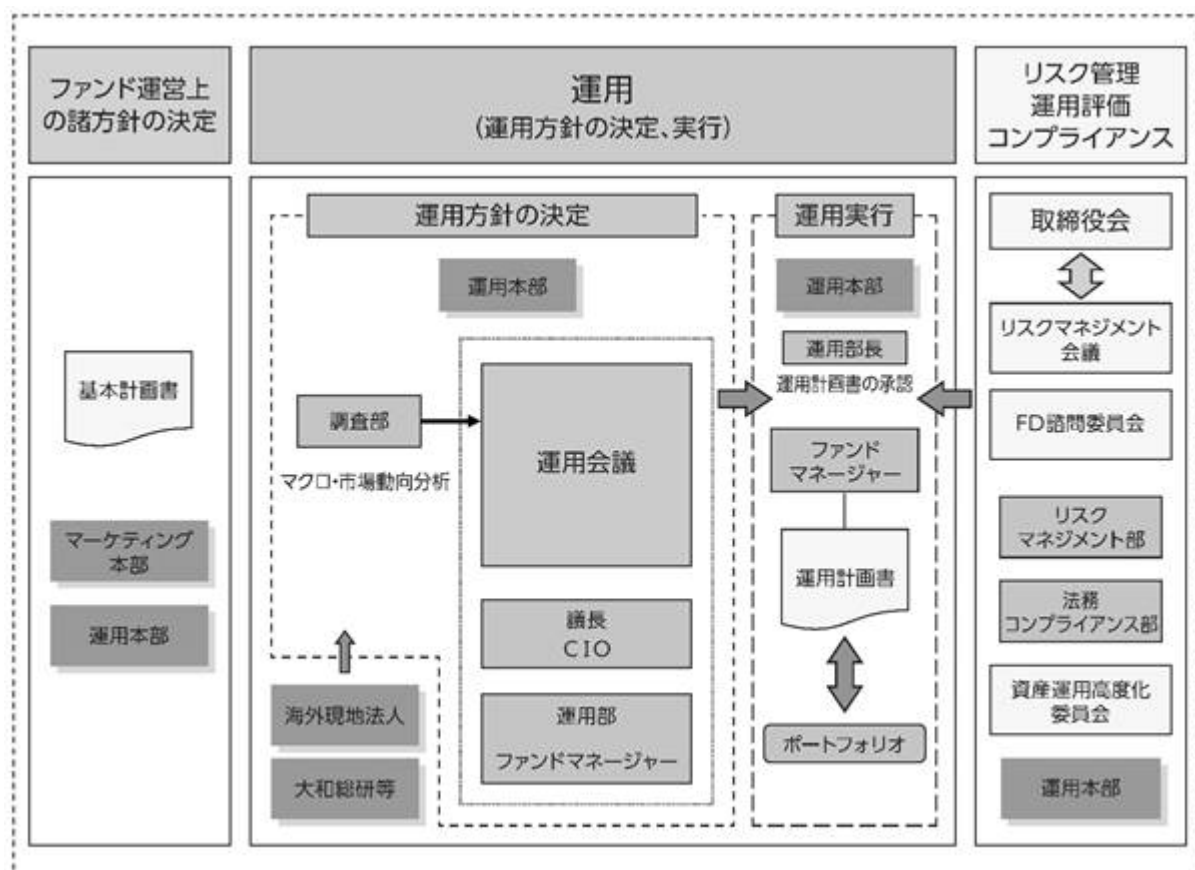 ファンド運営上
の諸方針の決定
基本計画書
マーケティング
本部
運用本部
運用
(運用方針の決定、実行)
運用方針の決定
運用本部
調査部
マクロ・市場動向分析
運用会議
議長
CIO
運用部
ファンドマネージャー
海外現地法人
大和総研等
運用実行
運用本部
運用部長
運用計画書の承認
ファンド
マネージャー
運用計画書
ポートフォリオ
リスク管理
運用評価
コンプライアンス
取締役会
リスクマネジメント
会議
FD諮問委員会
リスク
マネジメント部
法務
コンプライアンス部
資産運用高度化
委員会
運用本部